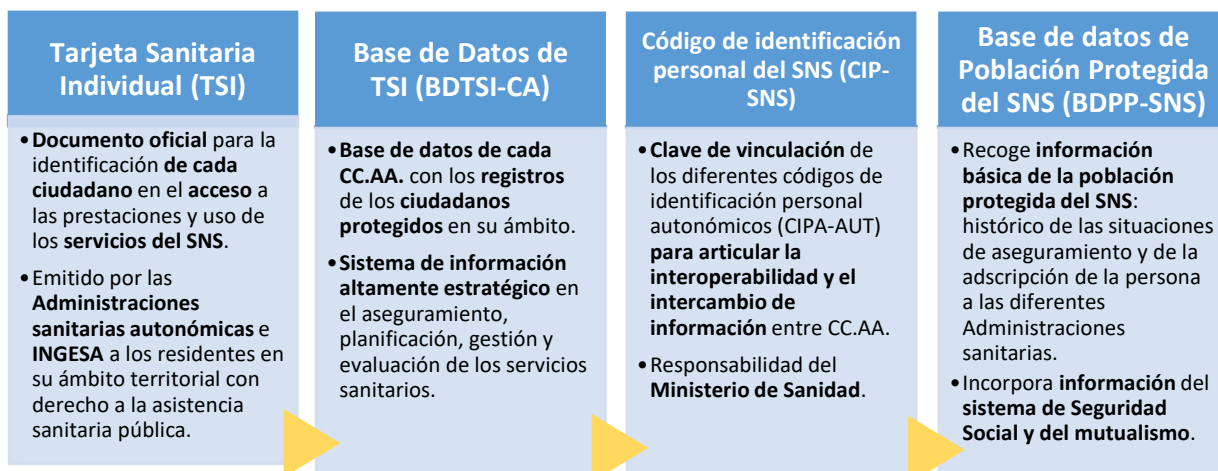 Tarjeta Sanitaria
Individual (TSI)
•Documento oficial para la
identificación de cada
ciudadano en el acceso a
las prestaciones y uso de
los servicios del SNS.
•Emitido por las
Administraciones
sanitarias autonómicas e
INGESA a los residentes en
su ámbito territorial con
derecho a la asistencia
sanitaria pública.
Base de Datos de
TSI (BDTSI-CA)
•Base de datos de cada
CC.AA. con los registros
de los ciudadanos
protegidos en su ámbito.
•Sistema de información
altamente estratégico en
el aseguramiento,
planificación, gestión y
evaluación de los servicios
sanitarios.
Código de identificación
personal del SNS (CIP-
SNS)
•Clave de vinculación de
los diferentes códigos de
identificación personal
autonómicos (CIPA-AUT)
para articular la
interoperabilidad y el
intercambio de
información entre CC.AA.
•Responsabilidad del
Ministerio de Sanidad.
Base de datos de
Población Protegida
del SNS (BDPP-SNS)
•Recoge información
básica de la población
protegida del SNS:
histórico de las situaciones
de aseguramiento y de la
adscripción de la persona
a las diferentes
Administraciones
sanitarias.
•Incorpora información del
sistema de Seguridad
Social y del mutualismo.